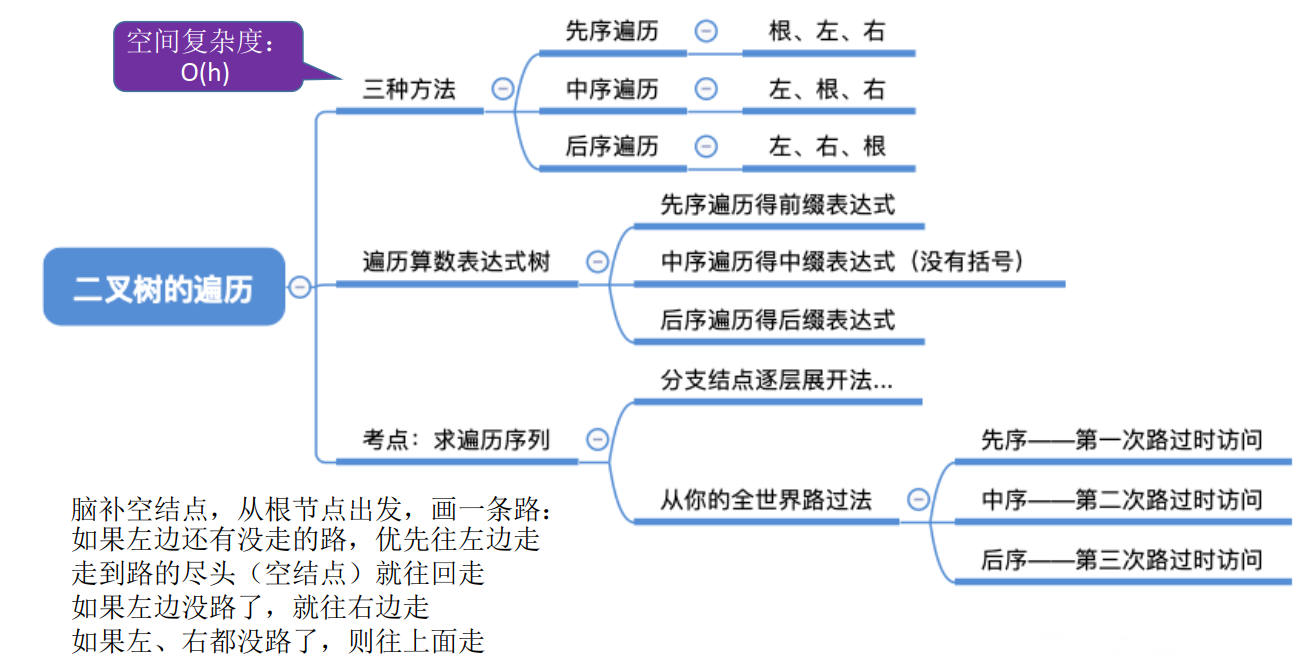 空间复杂度：
O(h)
二叉树的遍历
三种方法
先序遍历
根、左、右
中序遍历
左、根、右
后序遍历
左、右、根
遍历算数表达式树
先序遍历得前缀表达式
中序遍历得中缀表达式（没有括号）
后序遍历得后缀表达式
考点：求遍历序列
分支结点逐层展开法...
从你的全世界路过法
先序——第一次路过时访问
中序——第二次路过时访问
后序——第三次路过时访问
脑补空结点，从根节点出发，画一条路：
如果左边还有没走的路，优先往左边走
走到路的尽头（空结点）就往回走
如果左边没路了，就往右边走
如果左、右都没路了，则往上面走